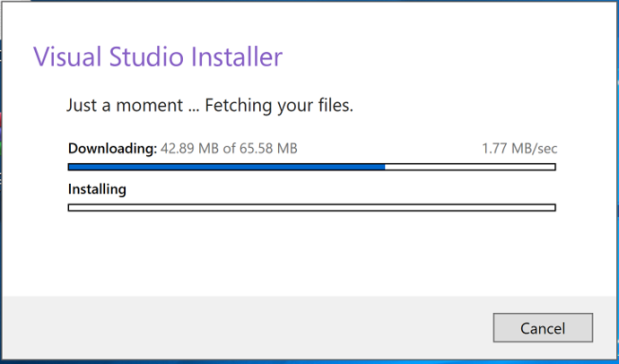 Visual Studio Installer
Just a moment ... Fetching your files.
Downloading: 42.89 MB of 65.58 MB 1.77 MB/sec
Installing
Cancel